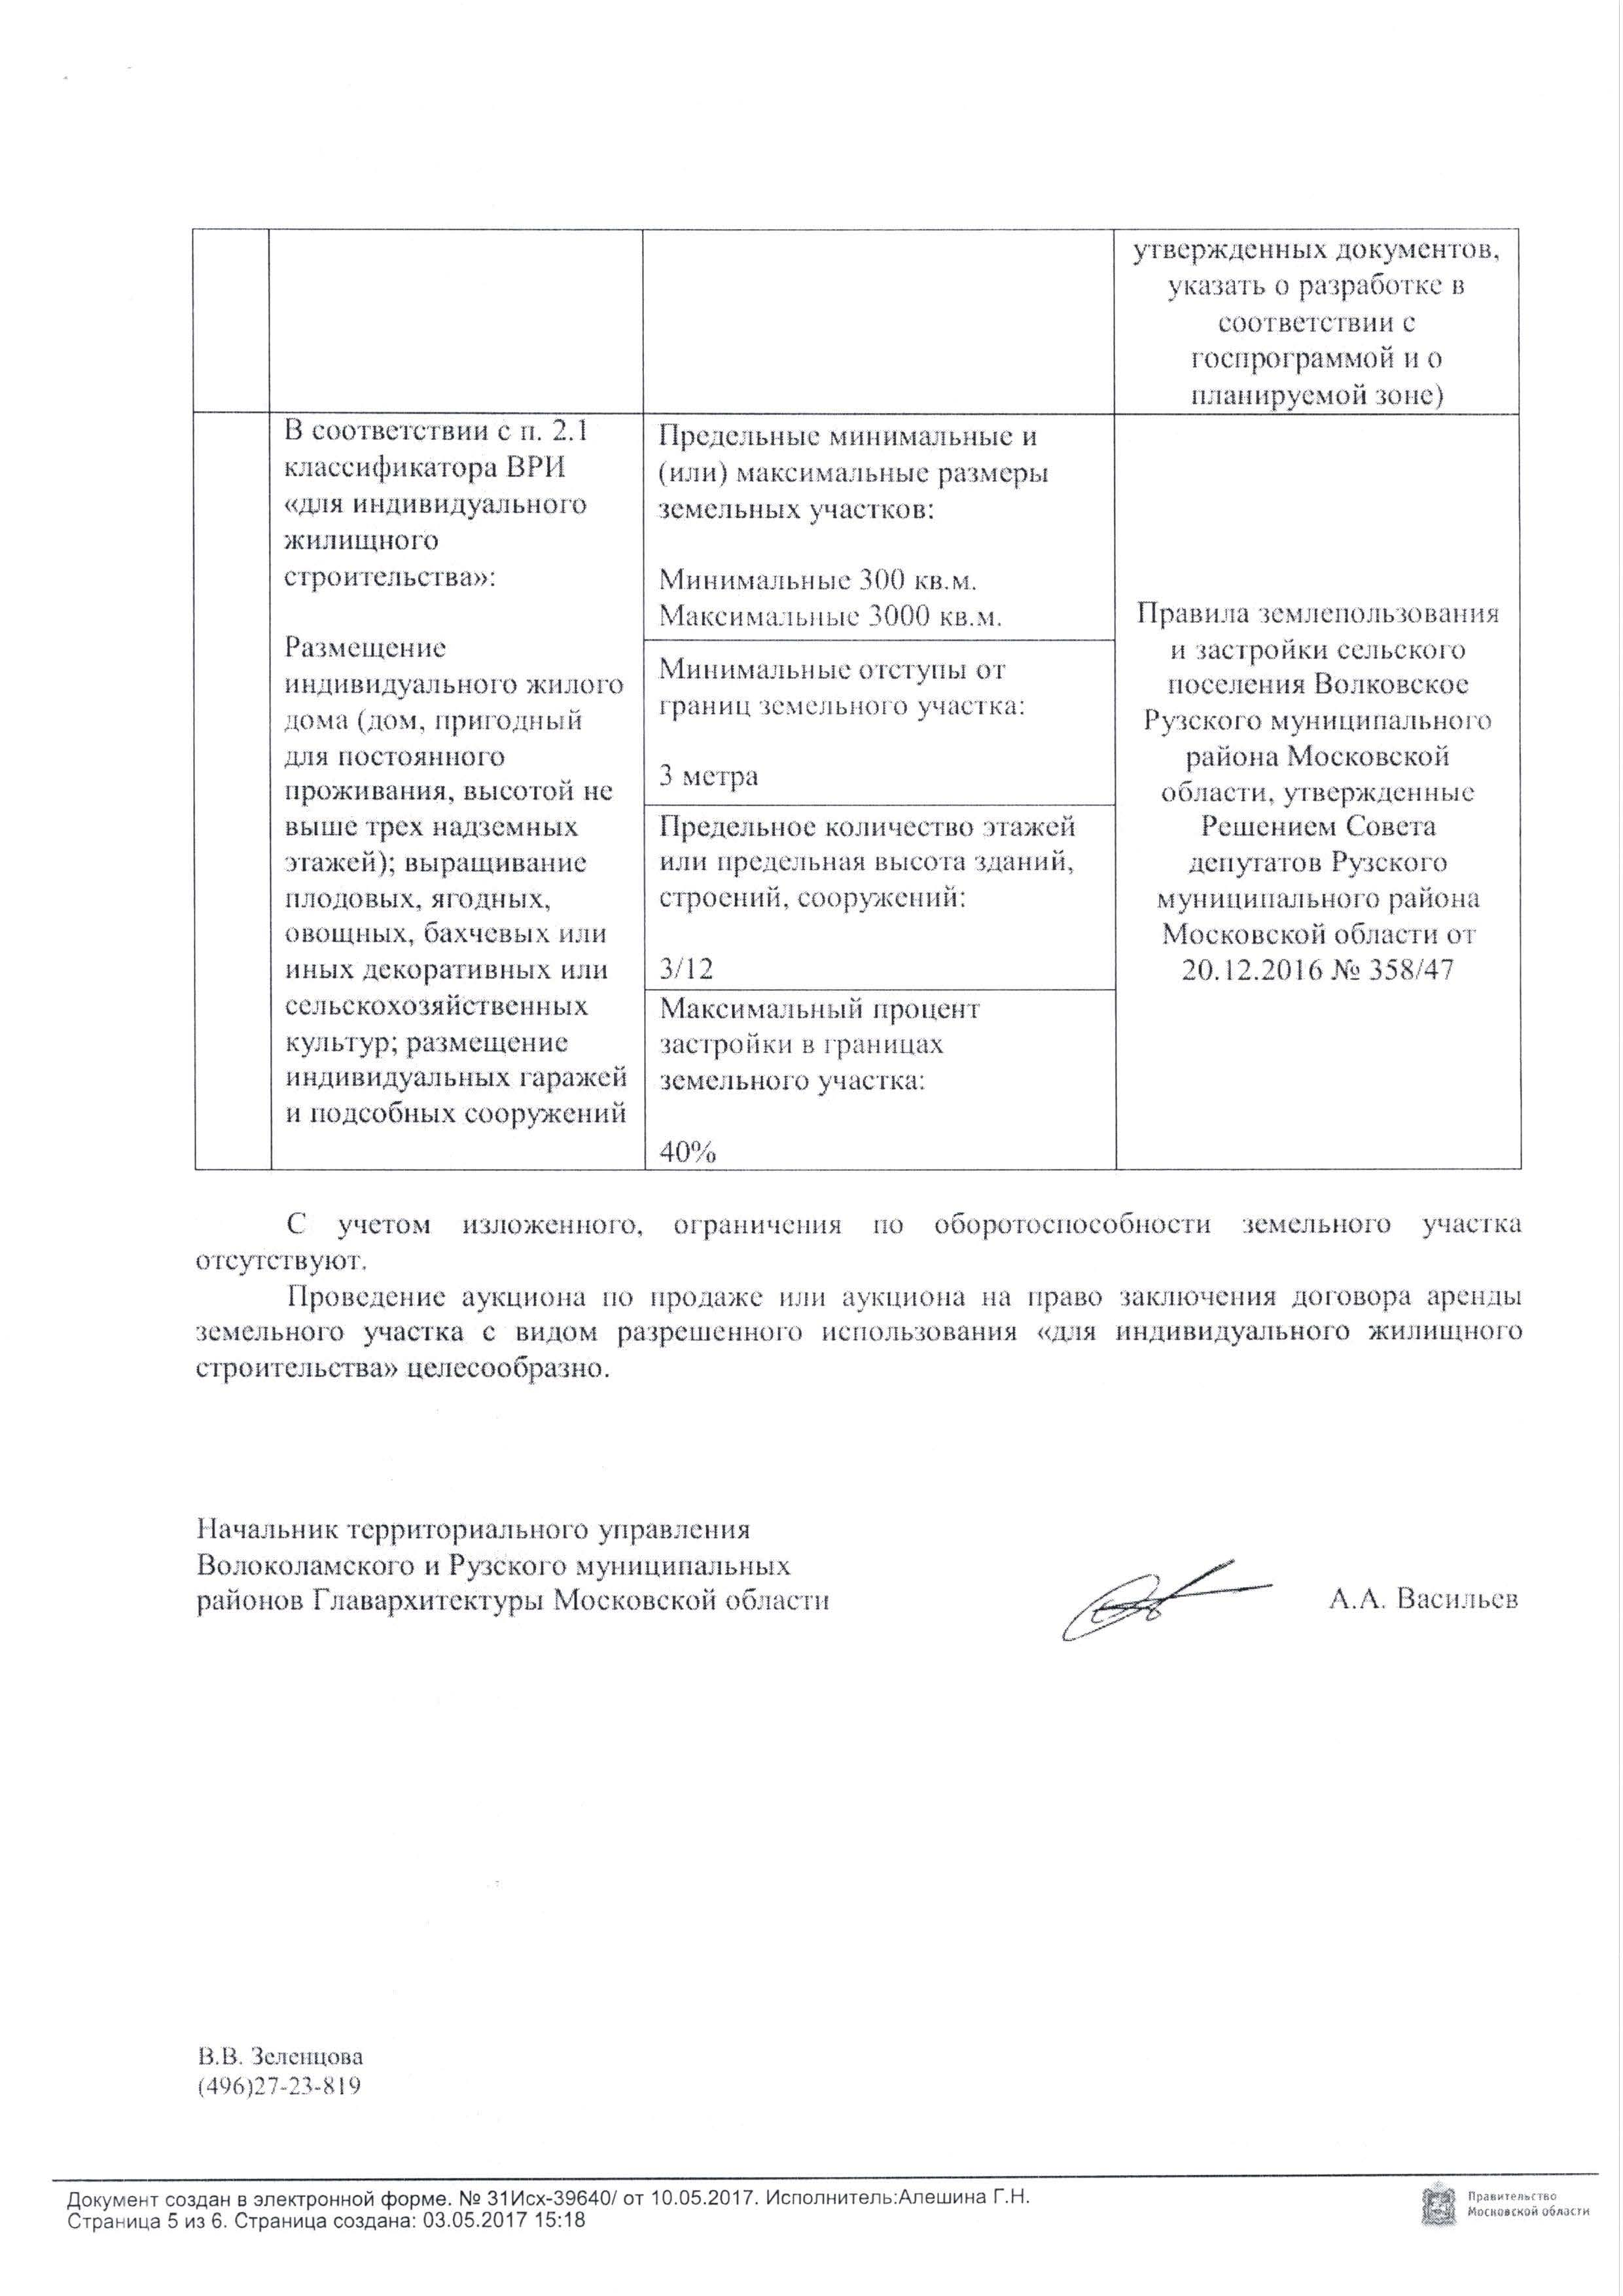 утвержденных документов,
указать о разработке в
соответствии с
госпрограммой и о
планируемой зоне)
В соответствии с п. 2.1
классификатора ВРИ
«для индивидуального
жилищного
строительства»:
Размещение
индивидуального жилого
дома (дом, пригодный
для постоянного
проживания, высотой не
выше трех надземных
этажей); выращивание
плодовых, ягодных,
овощных, бахчевых или
иных декоративных или
сельскохозяйственных
культур; размещение
индивидуальных гаражей
и подсобных сооружений
Предельные минимальные и
(или) максимальные размеры
земельных участков:
Минимальные 300 кв.м.
Максимальные 3000 кв.м.
Минимальные отступы от
границ земельного участка:
3 метра
Предельное количество этажей
или предельная высота зданий,
строений, сооружений:
3/12
Максимальный процент
застройки в границах
земельного участка:
40%
Правила землепользования
и застройки сельского
поселения Волковское
Рузского муниципального
района Московской
области, утвержденные
Решением Совета
депутатов Рузского
муниципального района
Московской области от
20.12.2016 № 358/47
С учетом изложенного, ограничения по оборотоспособности земельного участка
отсутствуют.
Проведение аукциона по продаже или аукциона на право заключения договора аренды
земельного участка с видом разрешенного использования «для индивидуального жилищного
строительства» целесообразно.
Начальник территориального управления
Волоколамского и Рузского муниципальных
районов Главархитектуры Московской области
А.А. Васильев
В.В. Зеленцова
(496)27-23-819
Документ создан в электронной форме. № 31Исх-39640/ от 10.05.2017. Исполнитель:Алешина Г.Н.
Страница 5 из 6. Страница создана: 03.05.2017 15:18
Правительство
Московской области